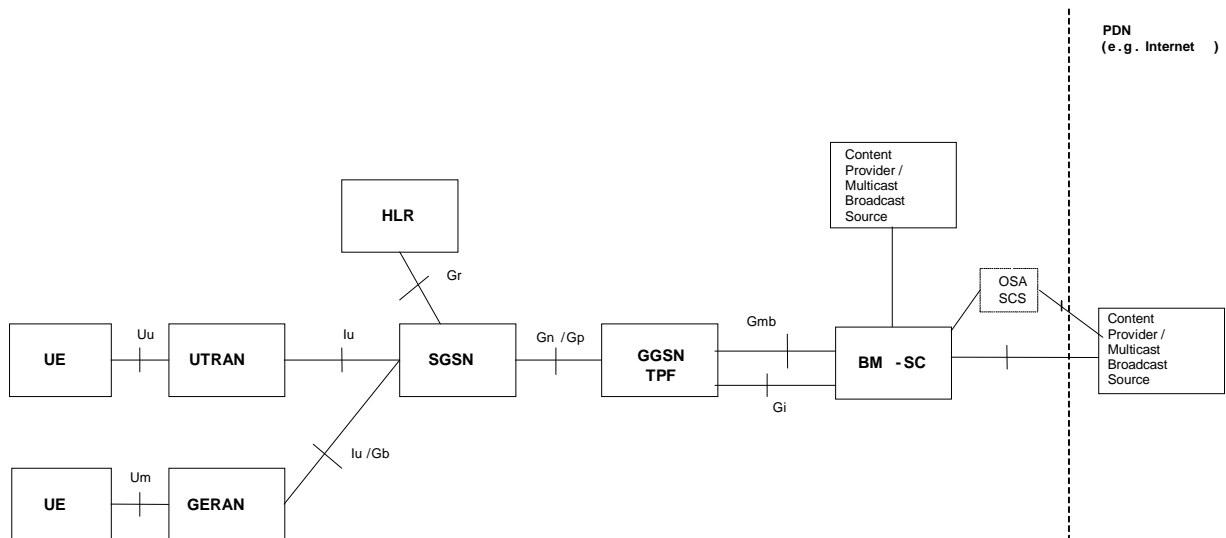 PDN
(e.g. Internet )
Content
Provider /
Multicast
Broadcast
Source
HLR
Gr
OSA
SCS
UE
Uu
UTRAN
Iu
SGSN
Gn /Gp
GGSN
TPF
Gmb
Gi
BM -SC
Content
Provider /
Multicast
Broadcast
Source
Iu /Gb
UE
Um
GERAN